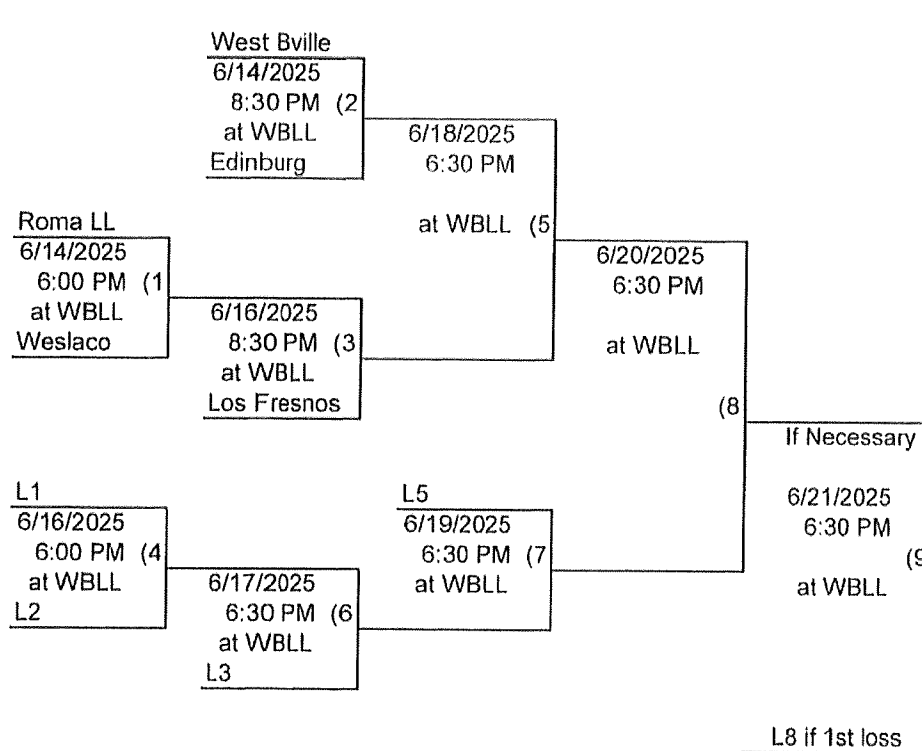 West Bville
6/14/2025
8:30 PM (2
at WBLL
Edinburg
6/18/2025
6:30 PM
at WBLL (5
Roma LL
6/14/2025
6:00 PM (1
at WBLL
Weslaco
6/16/2025
8:30 PM (3
at WBLL
Los Fresnos
6/20/2025
6:30 PM
at WBLL
(8
If Necessary
6/21/2025
6:30 PM
(9
at WBLL
L1
6/16/2025
6:00 PM (4
at WBLL
L2
6/17/2025
6:30 PM (6
at WBLL
L3
L5
6/19/2025
6:30 PM (7
at WBLL
L8 if 1st loss